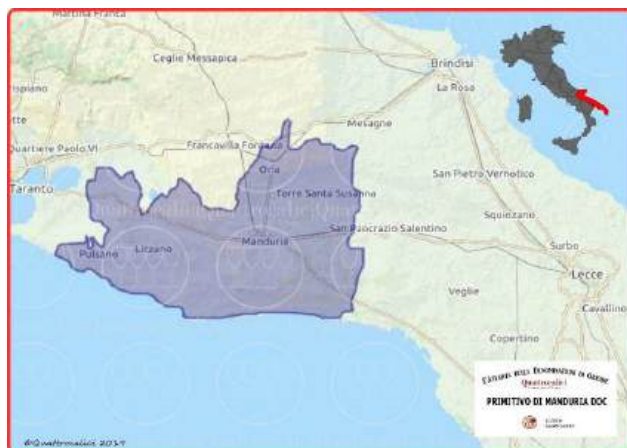 Martina Franca
Ceglie Messapica
Brindisi
La Rosa
Mesagne
Quartiere Paolo VI
Francavilla Fontana
Taranto
Oria
San Pietro Vernotico
Torre Santa Susanna
Squinzano
Manduria
San Pancrazio Salentino
Surbo
Pulsano
Lizzano
Lecce
Veglie
Cavallino
Copertino
Quattrocalici
PRIMITIVO DI MANDURIA DOC
©Quattrocalici 2019